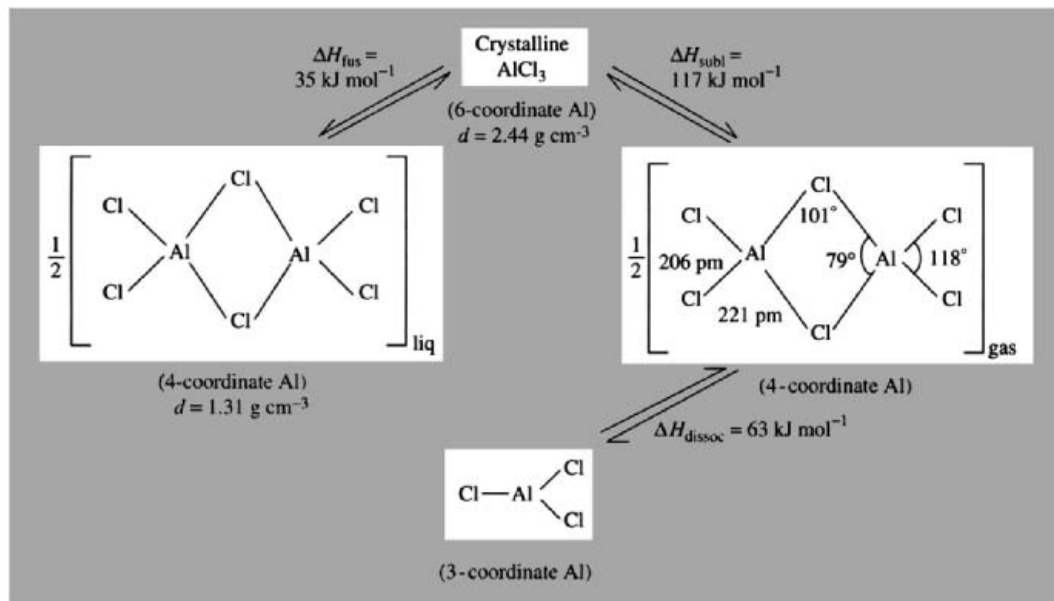 Crystalline
AlCl₃
(6-coordinate Al)
d = 2.44 g cm⁻³
ΔH_fus =
35 kJ mol⁻¹
ΔH_subl =
117 kJ mol⁻¹
1/2
Cl
Cl
Cl
Cl
Cl
Cl
Al
Al
liq
(4-coordinate Al)
d = 1.31 g cm⁻³
1/2
Cl
Cl
Cl
101°
Al
79°
Al
118°
206 pm
Cl
Cl
221 pm
Cl
gas
(4-coordinate Al)
ΔH_dissoc = 63 kJ mol⁻¹
Cl
Cl—Al
Cl
(3-coordinate Al)